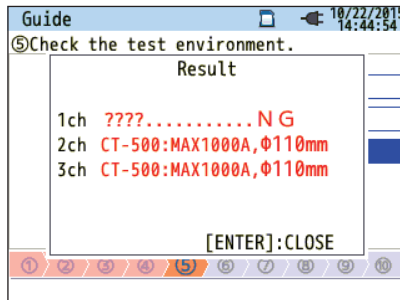 Guide
10/22/2015
14:44:54
⑤Check the test environment.
Result
1ch ????...........NG
2ch CT-500:MAX1000A,Φ110mm
3ch CT-500:MAX1000A,Φ110mm
[ENTER]:CLOSE
① ② ③ ④ ⑤ ⑥ ⑦ ⑧ ⑨ ⑩